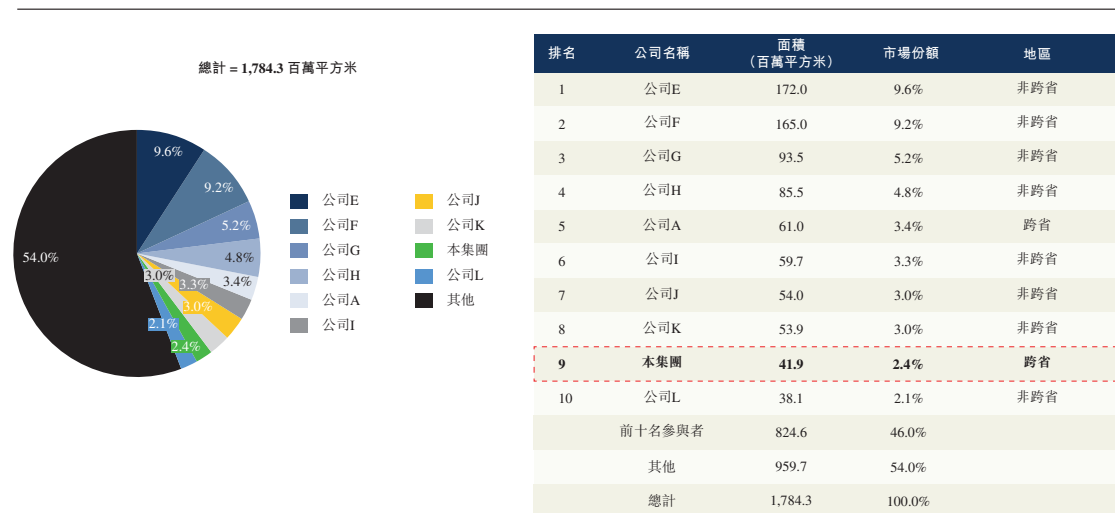 總計 = 1,784.3 百萬平方米
9.6%
9.2%
5.2%
4.8%
3.4%
3.3%
3.0%
3.0%
2.4%
2.1%
54.0%
公司E
公司F
公司G
公司H
公司A
公司I
公司J
公司K
本集團
公司L
其他
排名 公司名稱 面積（百萬平方米） 市場份額 地區
1 公司E 172.0 9.6% 非跨省
2 公司F 165.0 9.2% 非跨省
3 公司G 93.5 5.2% 非跨省
4 公司H 85.5 4.8% 非跨省
5 公司A 61.0 3.4% 跨省
6 公司I 59.7 3.3% 非跨省
7 公司J 54.0 3.0% 非跨省
8 公司K 53.9 3.0% 非跨省
9 本集團 41.9 2.4% 跨省
10 公司L 38.1 2.1% 非跨省
前十名參與者 824.6 46.0%
其他 959.7 54.0%
總計 1,784.3 100.0%